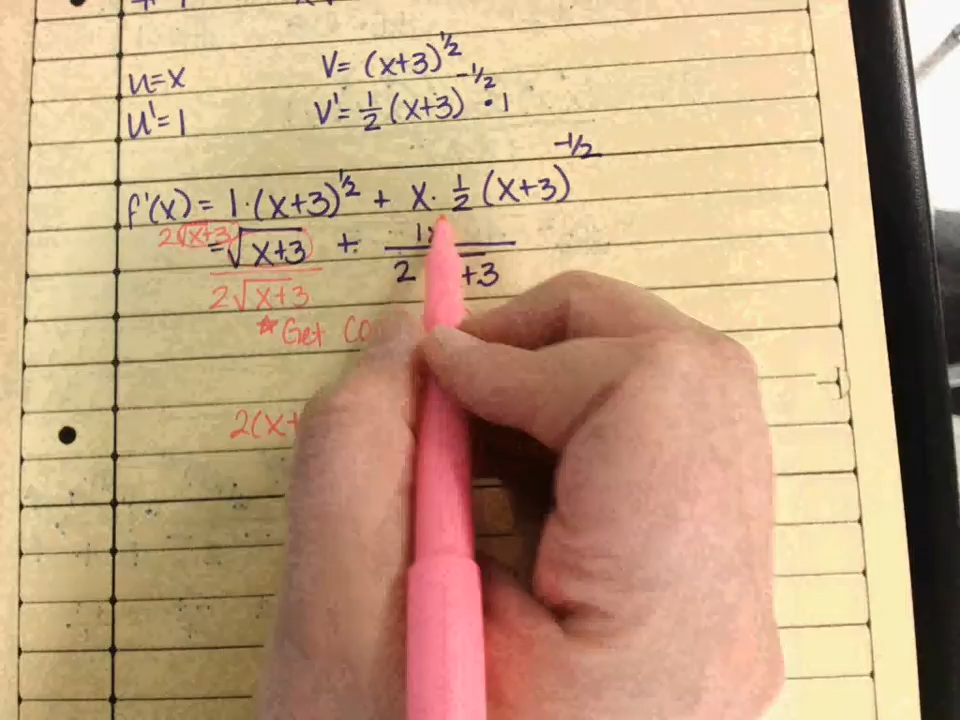 u=x V= (x+3)^½
u'=1 V'= ½ (x+3)^-½ • 1
f'(x) = 1·(x+3)^½ + x· ½ (x+3)^-½
2√x+3 = √x+3 + 1x / 2 +3
2√x+3
☆Get
2(x+